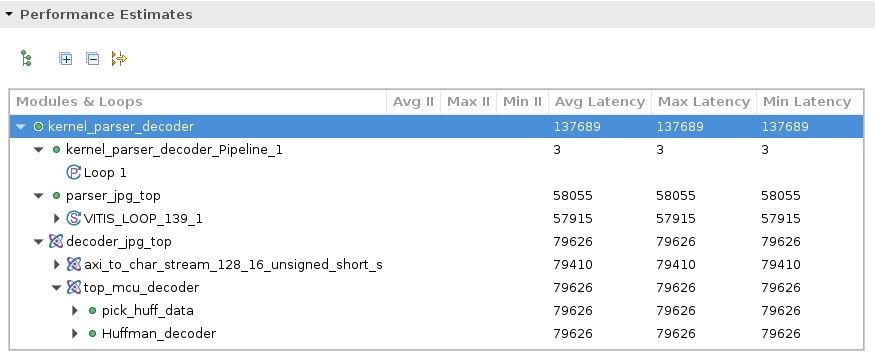 Performance Estimates
Modules & Loops Avg II Max II Min II Avg Latency Max Latency Min Latency
kernel_parser_decoder 137689 137689 137689
kernel_parser_decoder_Pipeline_1 3 3 3
Loop 1
parser_jpg_top 58055 58055 58055
VITIS_LOOP_139_1 57915 57915 57915
decoder_jpg_top 79626 79626 79626
axi_to_char_stream_128_16_unsigned_short_s 79410 79410 79410
top_mcu_decoder 79626 79626 79626
pick_huff_data 79626 79626 79626
Huffman_decoder 79626 79626 79626